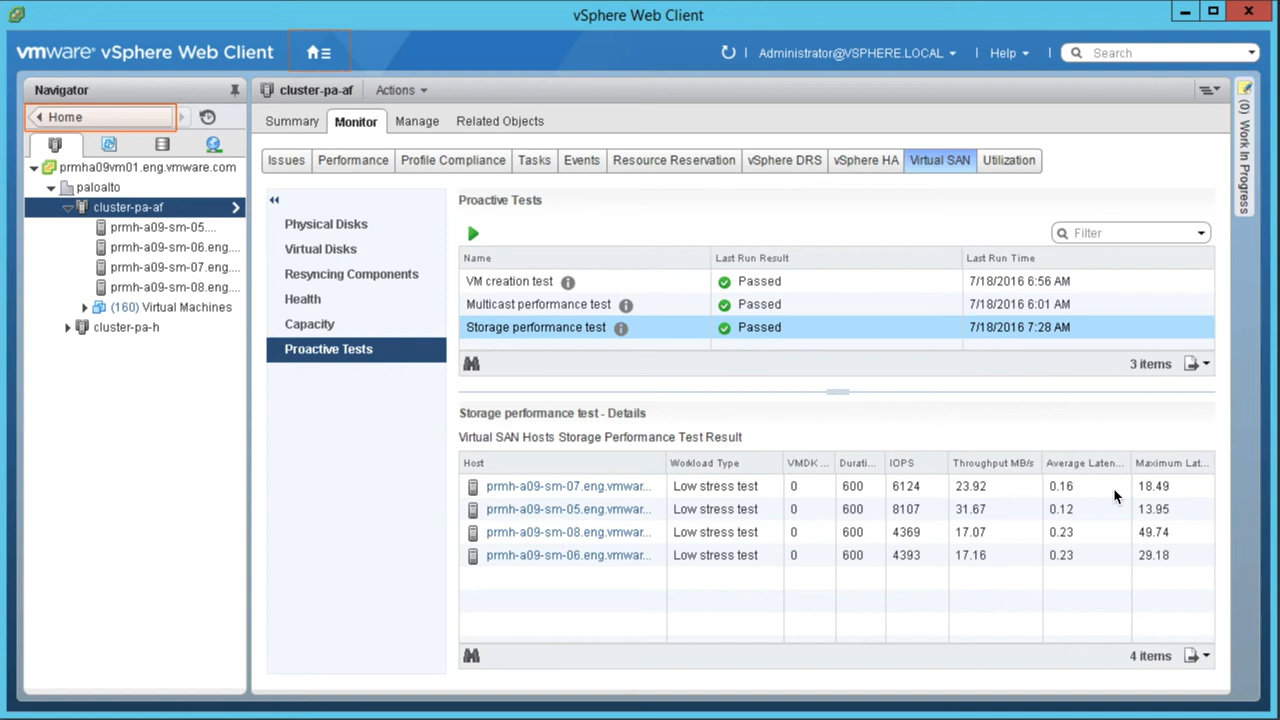 vSphere Web Client
vmware® vSphere Web Client
Administrator@VSPHERE.LOCAL
Help
Search
Navigator
Home
prmha09vm01.eng.vmware.com
paloalto
cluster-pa-af
prmh-a09-sm-05....
prmh-a09-sm-06.eng....
prmh-a09-sm-07.eng....
prmh-a09-sm-08.eng....
(160) Virtual Machines
cluster-pa-h
cluster-pa-af Actions
Summary Monitor Manage Related Objects
Issues Performance Profile Compliance Tasks Events Resource Reservation vSphere DRS vSphere HA Virtual SAN Utilization
Physical Disks
Virtual Disks
Resyncing Components
Health
Capacity
Proactive Tests
Proactive Tests
Filter
Name Last Run Result Last Run Time
VM creation test Passed 7/18/2016 6:56 AM
Multicast performance test Passed 7/18/2016 6:01 AM
Storage performance test Passed 7/18/2016 7:28 AM
3 items
Storage performance test - Details
Virtual SAN Hosts Storage Performance Test Result
Host Workload Type VMDK ... Durati... IOPS Throughput MB/s Average Laten... Maximum Lat...
prmh-a09-sm-07.eng.vmwar... Low stress test 0 600 6124 23.92 0.16 18.49
prmh-a09-sm-05.eng.vmwar... Low stress test 0 600 8107 31.67 0.12 13.95
prmh-a09-sm-08.eng.vmwar... Low stress test 0 600 4369 17.07 0.23 49.74
prmh-a09-sm-06.eng.vmwar... Low stress test 0 600 4393 17.16 0.23 29.18
4 items
(0) Work In Progress